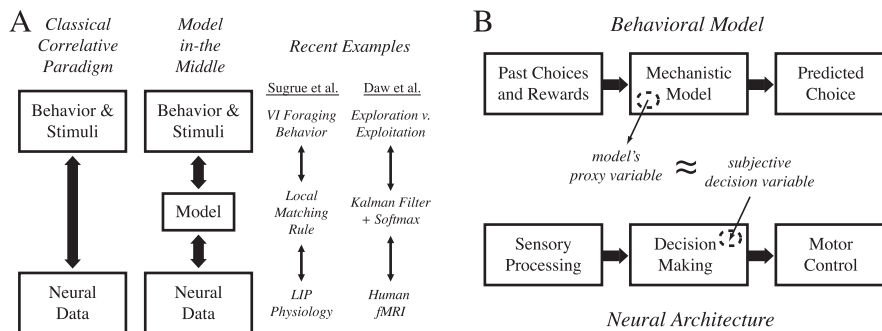 A
Classical
Correlative
Paradigm
Behavior &
Stimuli
Neural
Data
Model
in-the
Middle
Behavior &
Stimuli
Model
Neural
Data
Recent Examples
Sugrue et al.
VI Foraging
Behavior
Local
Matching
Rule
LIP
Physiology
Daw et al.
Exploration v.
Exploitation
Kalman Filter
+ Softmax
Human
fMRI
B
Behavioral Model
Past Choices
and Rewards
Mechanistic
Model
Predicted
Choice
model's
proxy variable
≈
subjective
decision variable
Sensory
Processing
Decision
Making
Motor
Control
Neural Architecture